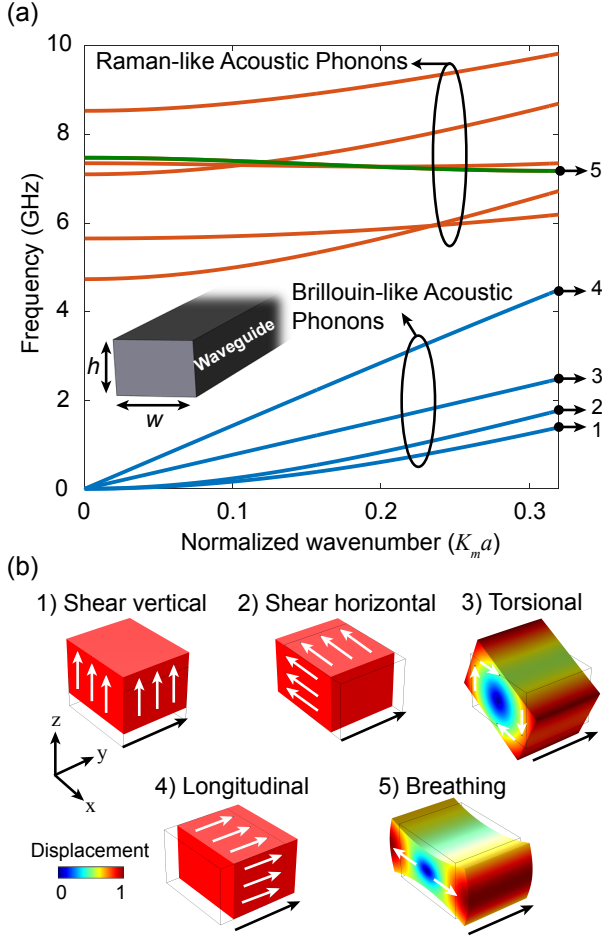 (a)
10
8
6
4
2
0
Frequency (GHz)
Raman-like Acoustic Phonons
5
4
3
2
1
Brillouin-like Acoustic
Phonons
Waveguide
h
w
0
0.1
0.2
0.3
Normalized wavenumber (Kₘa)
(b)
1) Shear vertical
2) Shear horizontal
3) Torsional
z
y
x
4) Longitudinal
5) Breathing
Displacement
0
1